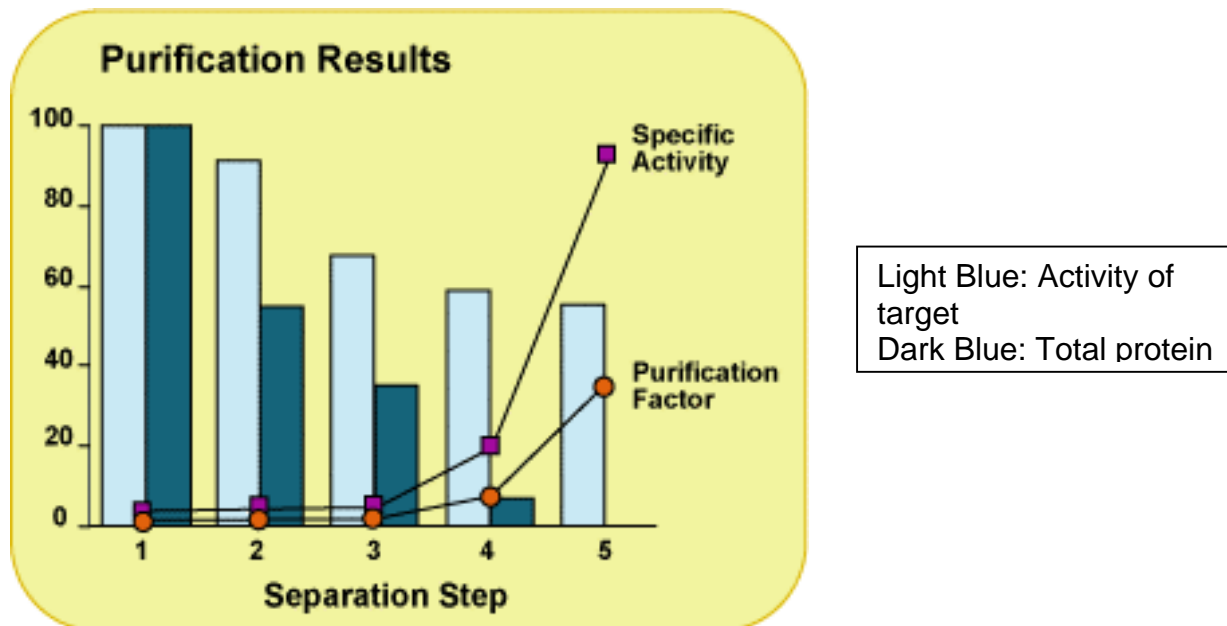 Purification Results
100
80
60
40
20
0
Specific
Activity
Purification
Factor
1 2 3 4 5
Separation Step
Light Blue: Activity of
target
Dark Blue: Total protein